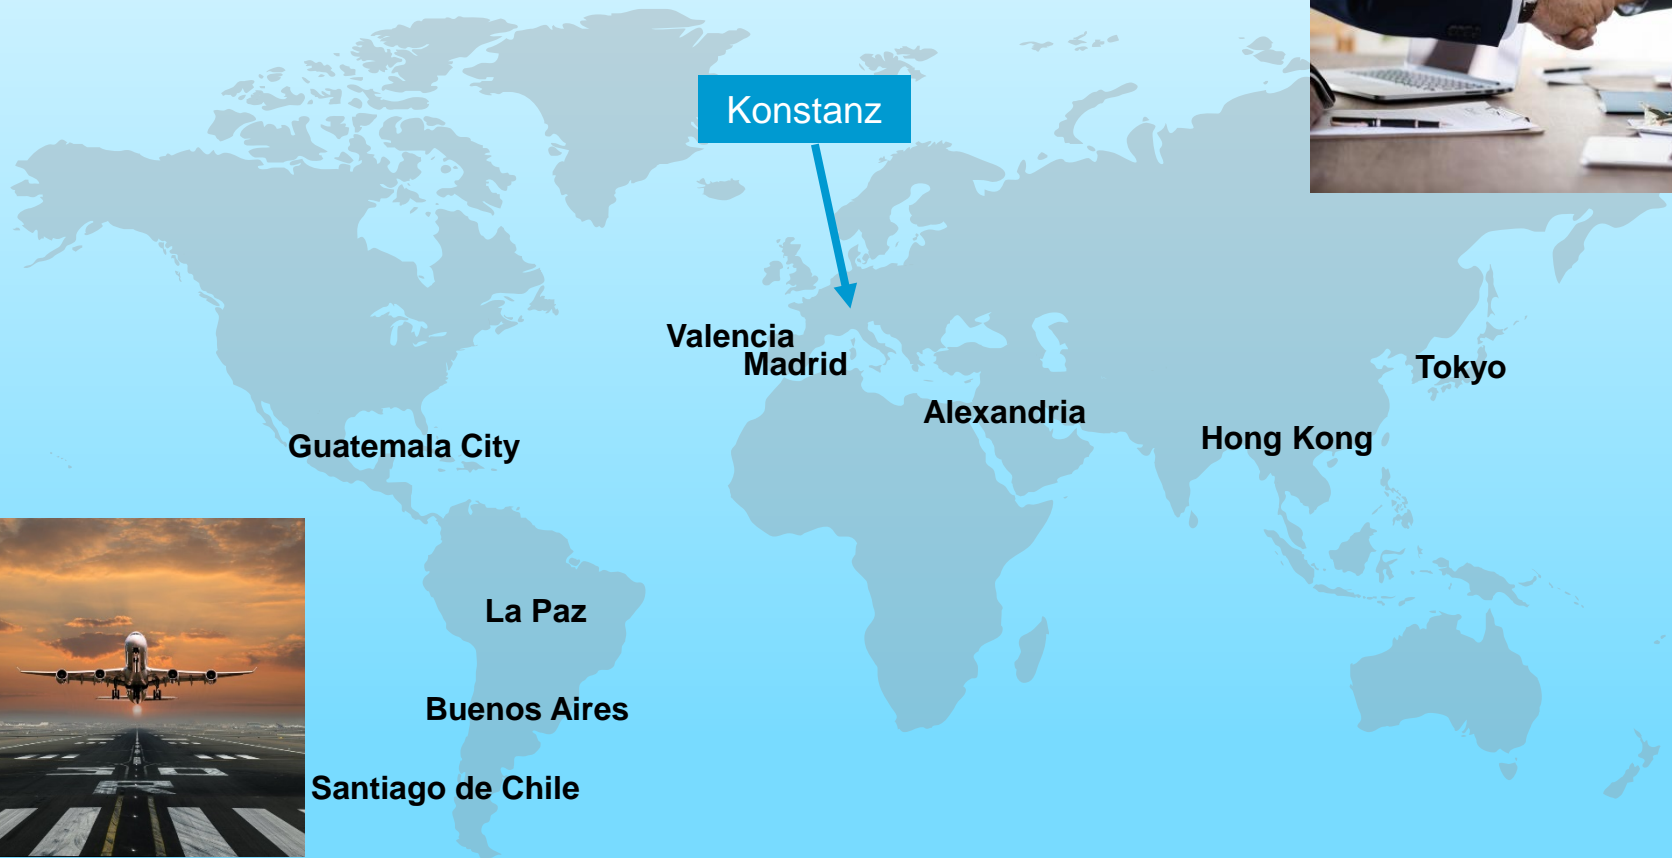 Konstanz
Valencia
Madrid
Tokyo
Alexandria
Hong Kong
Guatemala City
La Paz
Buenos Aires
Santiago de Chile